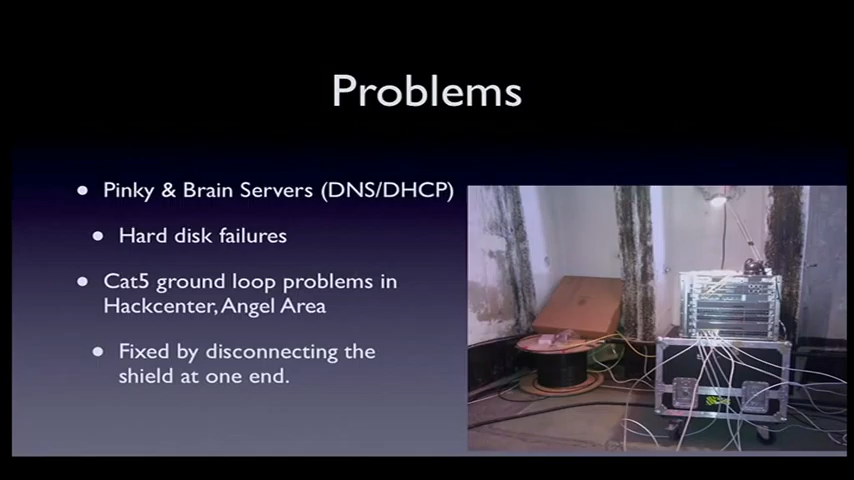 Problems
Pinky & Brain Servers (DNS/DHCP)
Hard disk failures
Cat5 ground loop problems in
Hackcenter, Angel Area
Fixed by disconnecting the
shield at one end.